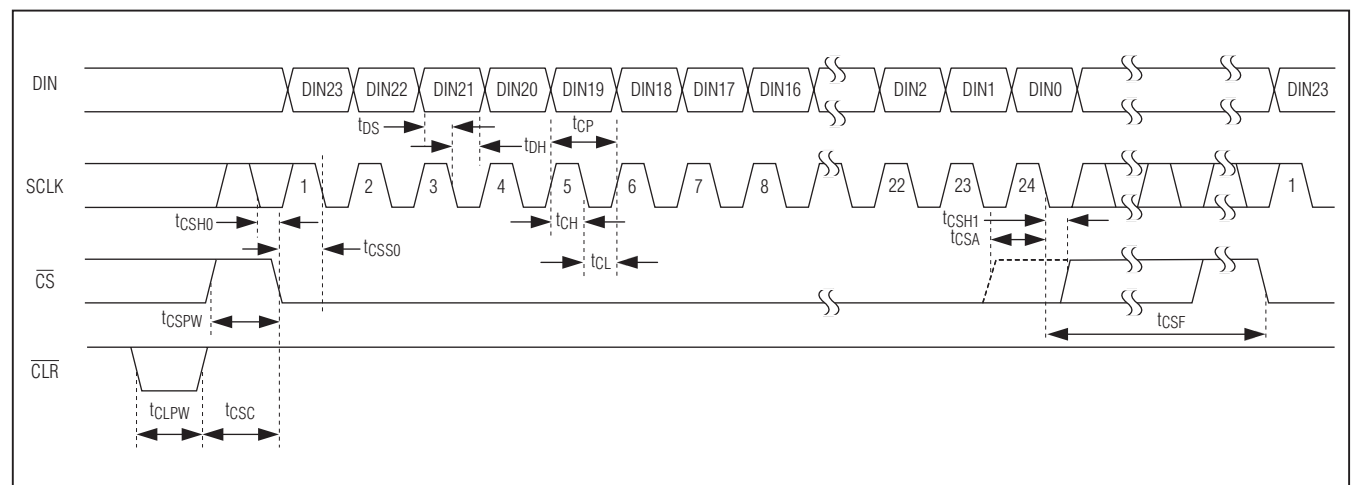 DIN DIN23 DIN22 DIN21 DIN20 DIN19 DIN18 DIN17 DIN16 DIN2 DIN1 DIN0 DIN23
tDS tCP
tDH
SCLK 1 2 3 4 5 6 7 8 22 23 24 1
tCSH0 tCH tCSH1
tCSS0 tCSA
tCL
CS
tCSPW tCSF
CLR
tCLPW tCSC